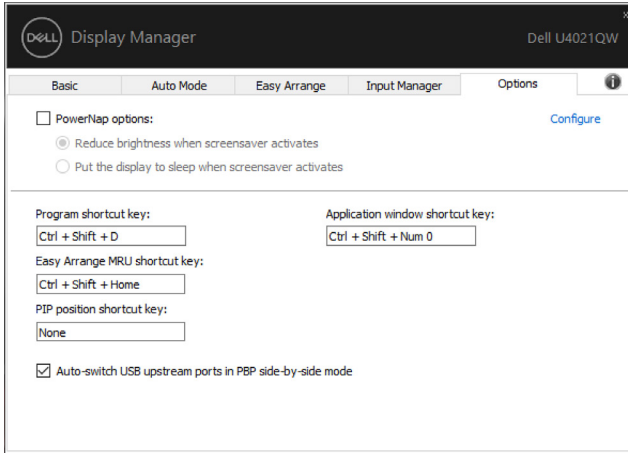 DELL
Display Manager
Dell U4021QW
x
Basic
Auto Mode
Easy Arrange
Input Manager
Options
i
PowerNap options:
Configure
Reduce brightness when screensaver activates
Put the display to sleep when screensaver activates
Program shortcut key:
Application window shortcut key:
Ctrl + Shift + D
Ctrl + Shift + Num 0
Easy Arrange MRU shortcut key:
Ctrl + Shift + Home
PIP position shortcut key:
None
Auto-switch USB upstream ports in PBP side-by-side mode